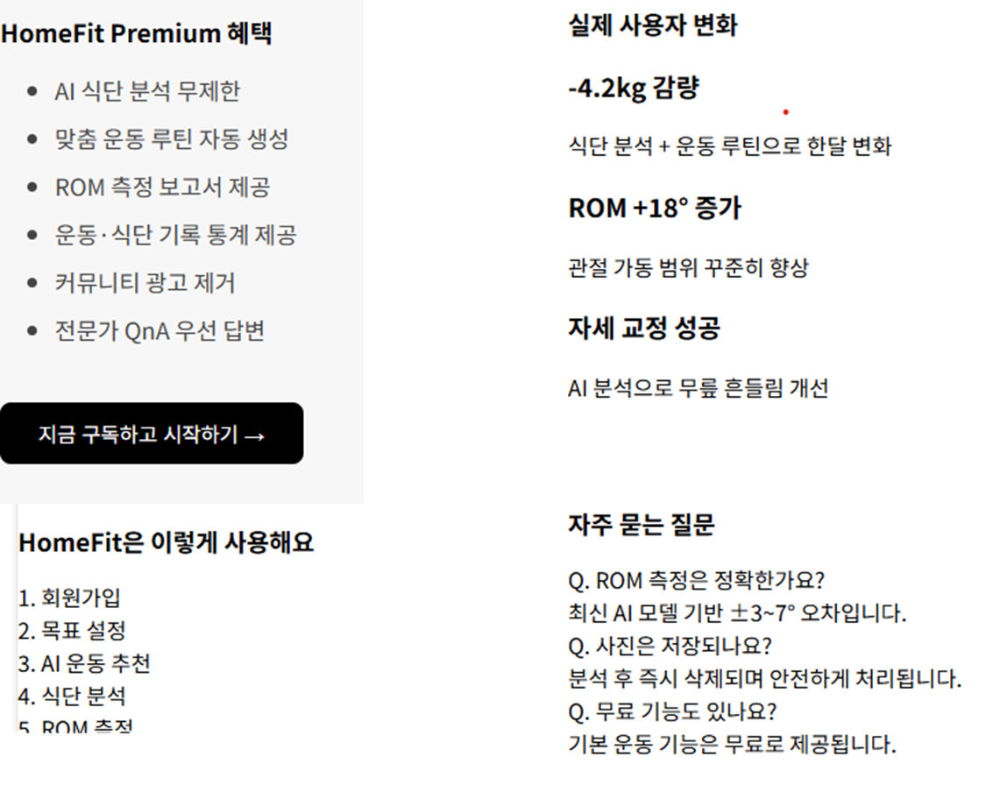 HomeFit Premium 혜택
AI 식단 분석 무제한
맞춤 운동 루틴 자동 생성
ROM 측정 보고서 제공
운동·식단 기록 통계 제공
커뮤니티 광고 제거
전문가 QnA 우선 답변
지금 구독하고 시작하기 →
HomeFit은 이렇게 사용해요
1. 회원가입
2. 목표 설정
3. AI 운동 추천
4. 식단 분석
5. ROM 측정
실제 사용자 변화
-4.2kg 감량
식단 분석 + 운동 루틴으로 한달 변화
ROM +18° 증가
관절 가동 범위 꾸준히 향상
자세 교정 성공
AI 분석으로 무릎 흔들림 개선
자주 묻는 질문
Q. ROM 측정은 정확한가요?
최신 AI 모델 기반 ±3~7° 오차입니다.
Q. 사진은 저장되나요?
분석 후 즉시 삭제되며 안전하게 처리됩니다.
Q. 무료 기능도 있나요?
기본 운동 기능은 무료로 제공됩니다.